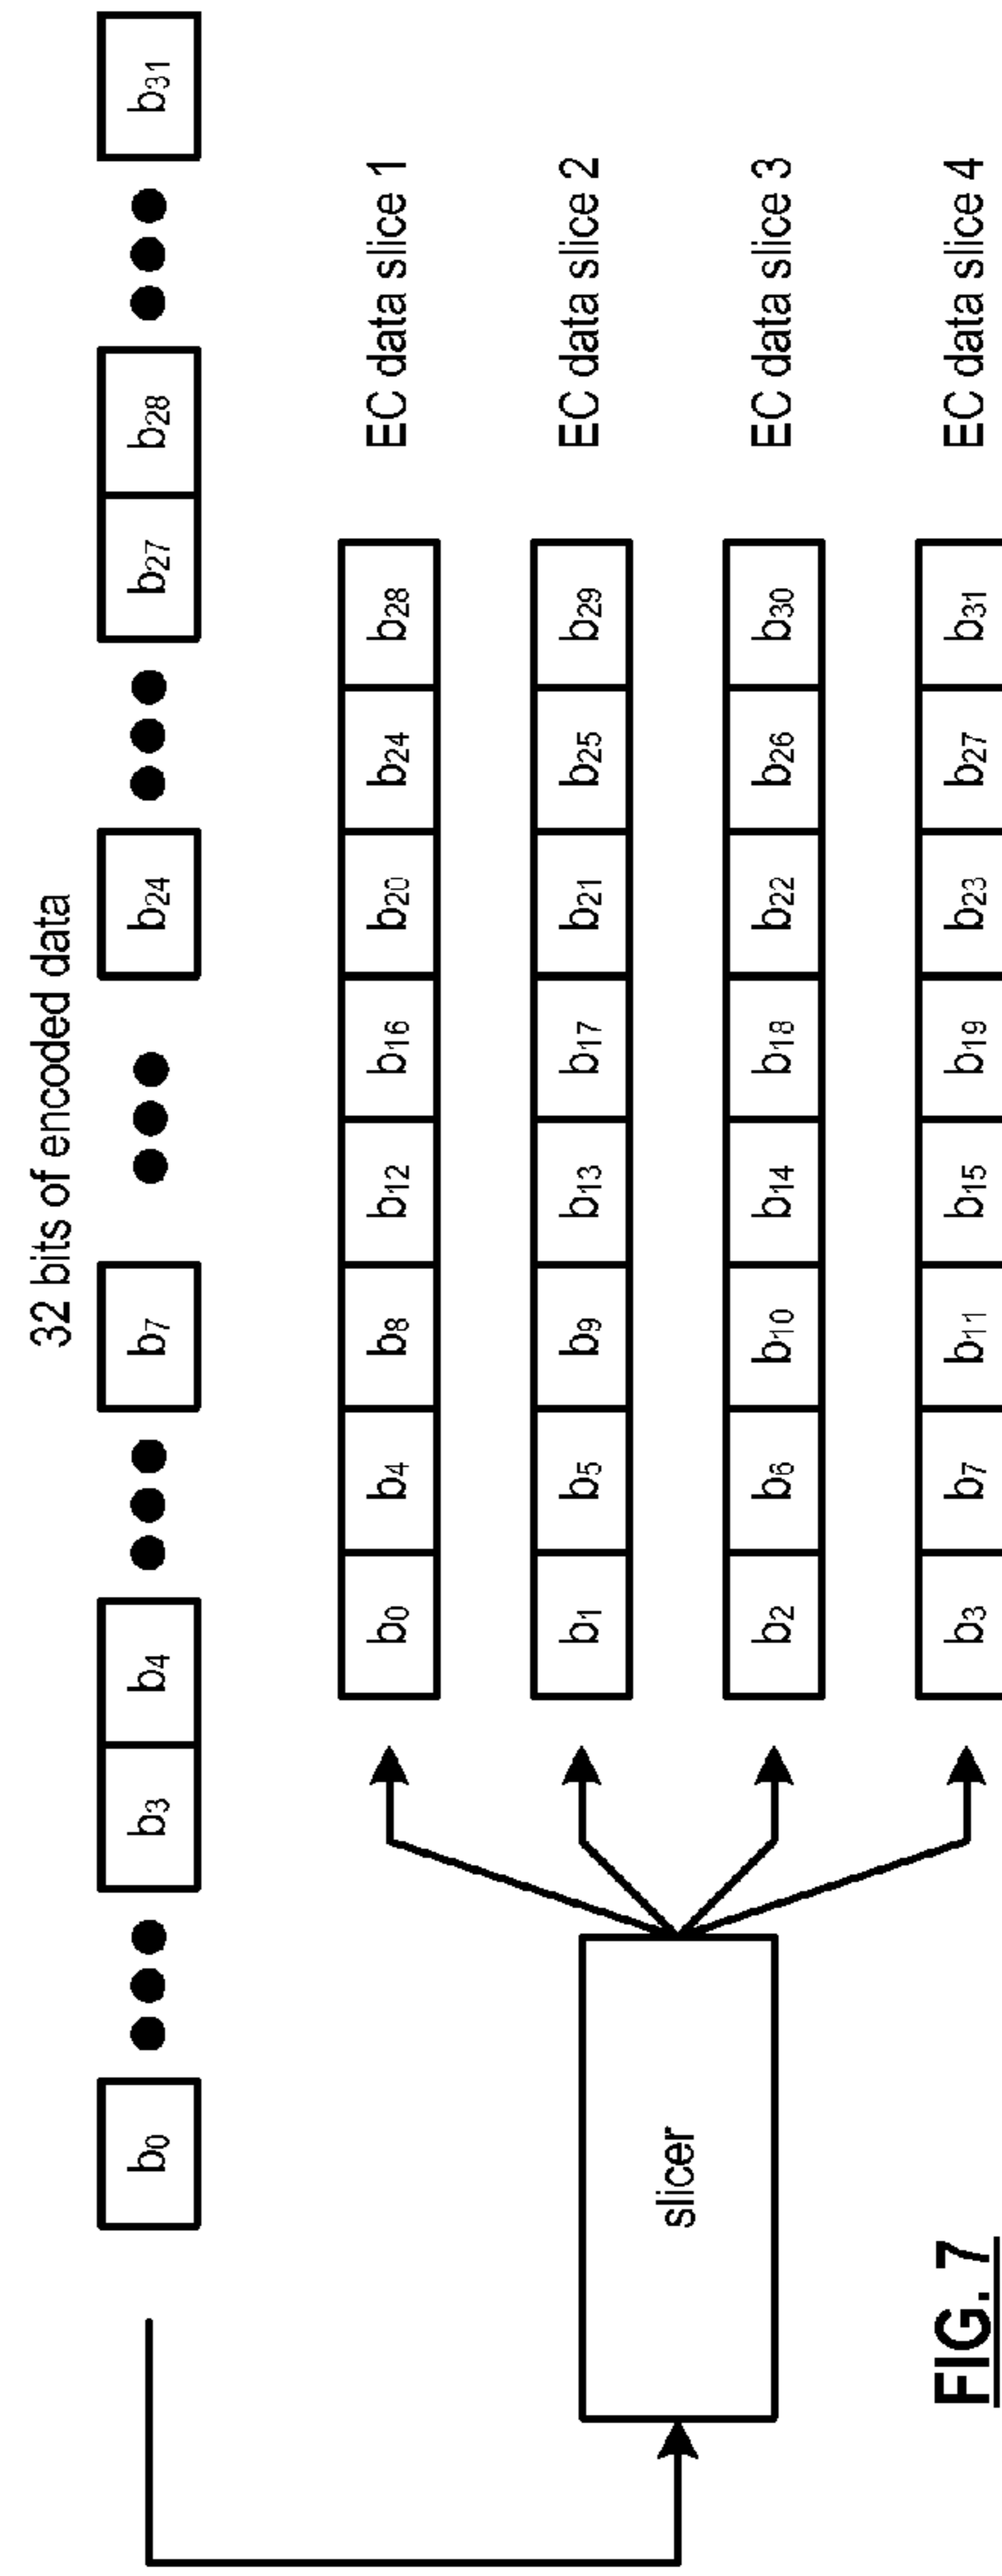 32 bits of encoded data
b0 ••• b3 b4 ••• b7 ••• b24 ••• b27 b28 ••• b31
slicer
b0 b4 b8 b12 b16 b20 b24 b28 EC data slice 1
b1 b5 b9 b13 b17 b21 b25 b29 EC data slice 2
b2 b6 b10 b14 b18 b22 b26 b30 EC data slice 3
b3 b7 b11 b15 b19 b23 b27 b31 EC data slice 4
FIG. 7